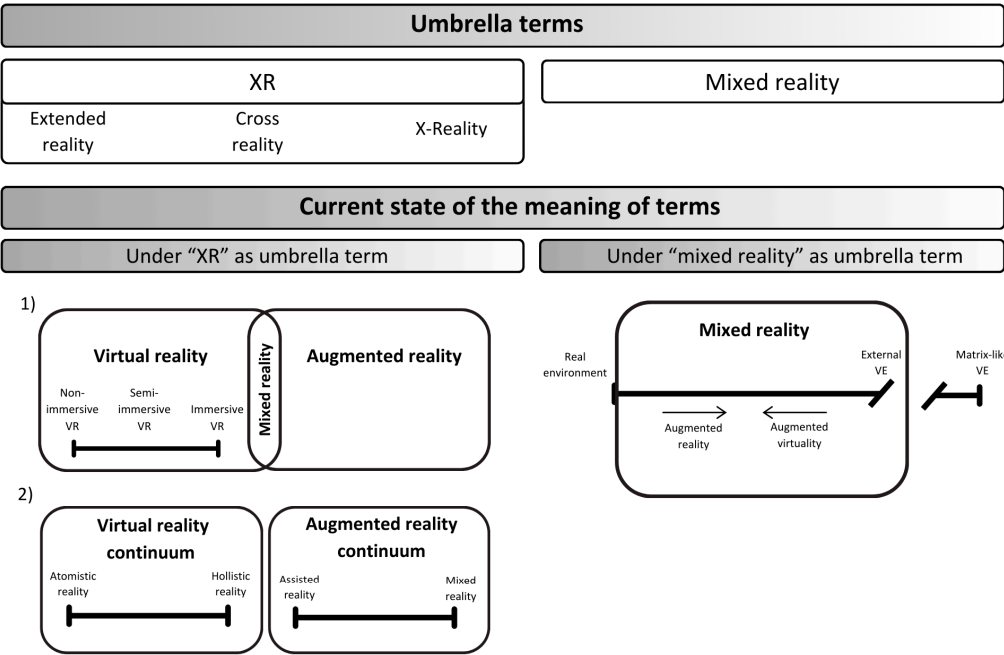 Umbrella terms
XR
Mixed reality
Extended
reality
Cross
reality
X-Reality
Current state of the meaning of terms
Under “XR” as umbrella term
Under “mixed reality” as umbrella term
1)
Virtual reality
Non-
immersive
VR
Semi-
immersive
VR
Immersive
VR
Mixed reality
Augmented reality
2)
Virtual reality
continuum
Atomistic
reality
Hollistic
reality
Augmented reality
continuum
Assisted
reality
Mixed
reality
Mixed reality
Real
environment
External
VE
Matrix-lik
VE
Augmented
reality
Augmented
virtuality